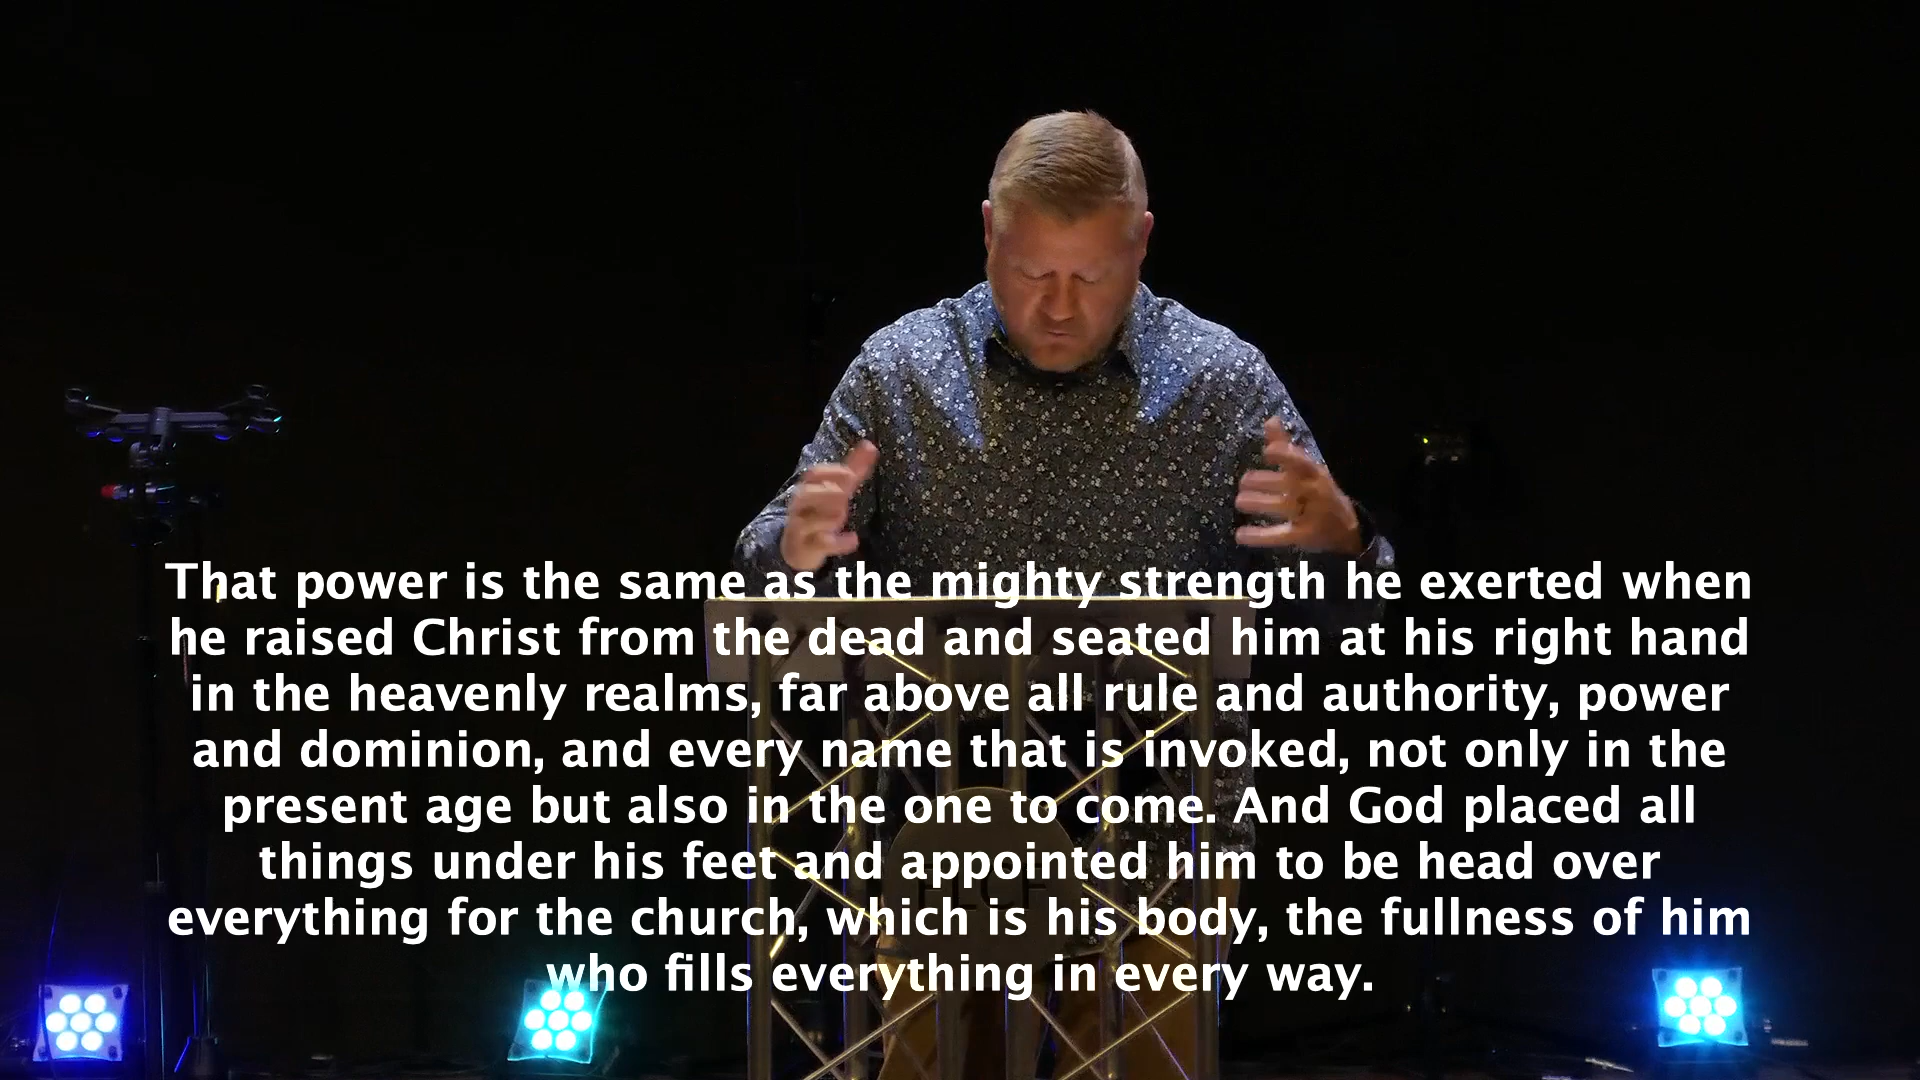 That power is the same as the mighty strength he exerted when
he raised Christ from the dead and seated him at his right hand
in the heavenly realms, far above all rule and authority, power
and dominion, and every name that is invoked, not only in the
present age but also in the one to come. And God placed all
things under his feet and appointed him to be head over
everything for the church, which is his body, the fullness of him
who fills everything in every way.